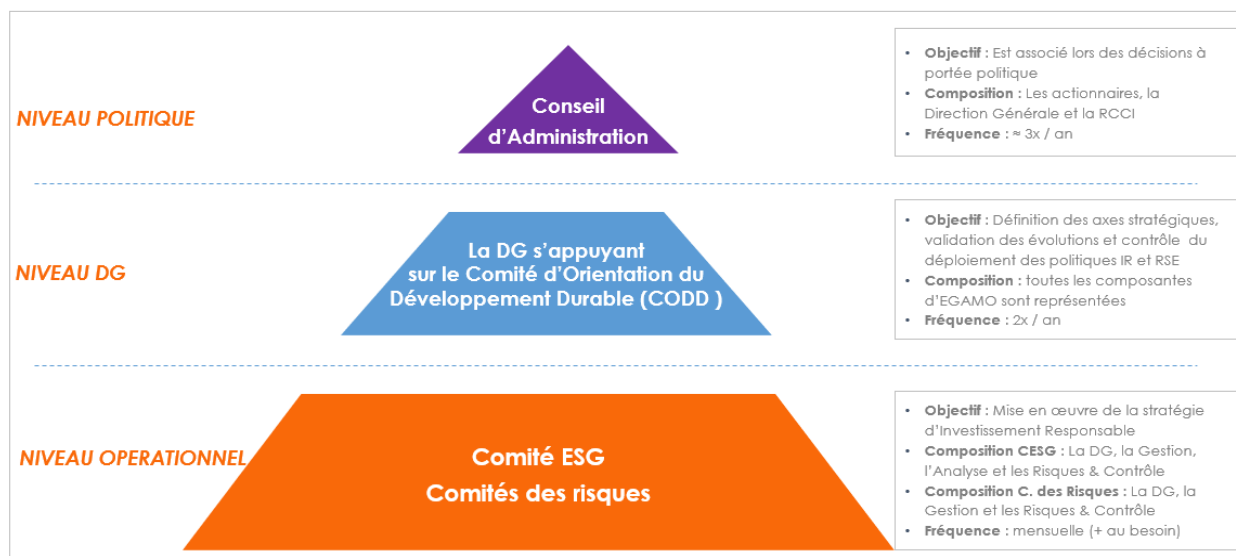 NIVEAU POLITIQUE
Conseil
d’Administration
• Objectif : Est associé lors des décisions à
portée politique
• Composition : Les actionnaires, la
Direction Générale et la RCCI
• Fréquence : ≈ 3x / an
NIVEAU DG
La DG s’appuyant
sur le Comité d’Orientation du
Développement Durable (CODD )
• Objectif : Définition des axes stratégiques,
validation des évolutions et contrôle du
déploiement des politiques IR et RSE
• Composition : toutes les composantes
d’EGAMO sont représentées
• Fréquence : 2x / an
NIVEAU OPERATIONNEL
Comité ESG
Comités des risques
• Objectif : Mise en œuvre de la stratégie
d’Investissement Responsable
• Composition CESG : La DG, la Gestion,
l’Analyse et les Risques & Contrôle
• Composition C. des Risques : La DG, la
Gestion et les Risques & Contrôle
• Fréquence : mensuelle (+ au besoin)